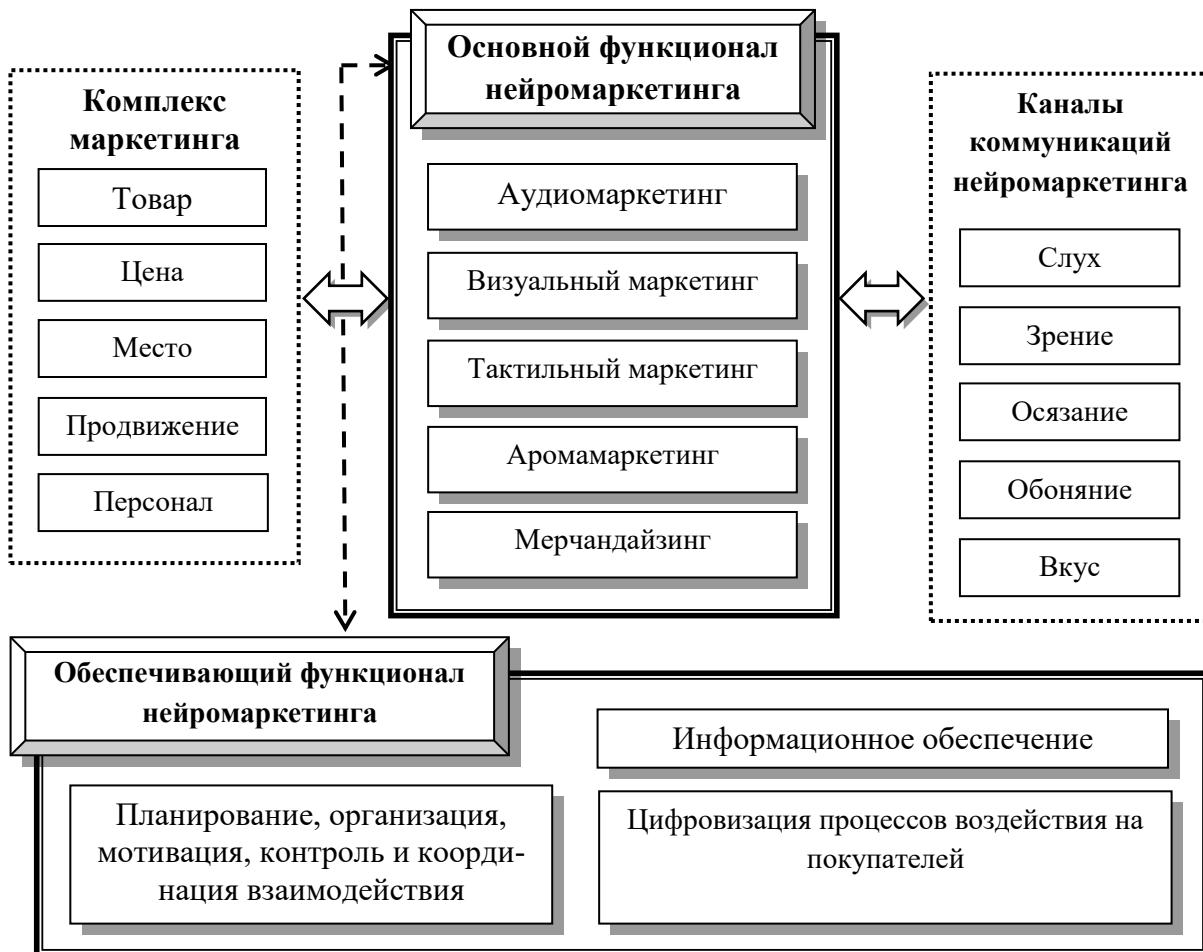 Основной функционал
нейромаркетинга
Комплекс
маркетинга
Товар
Цена
Место
Продвижение
Персонал
Аудиомаркетинг
Визуальный маркетинг
Тактильный маркетинг
Аромамаркетинг
Мерчандайзинг
Каналы
коммуникаций
нейромаркетинга
Слух
Зрение
Осязание
Обоняние
Вкус
Обеспечивающий функционал
нейромаркетинга
Планирование, организация,
мотивация, контроль и коорди-
нация взаимодействия
Информационное обеспечение
Цифровизация процессов воздействия на
покупателей